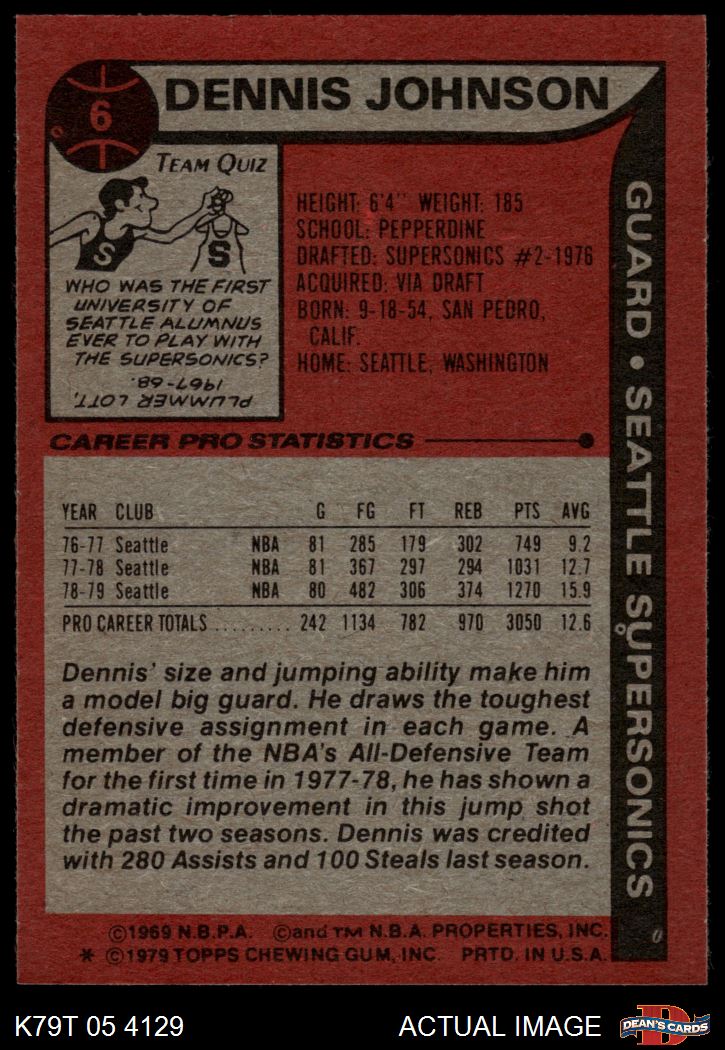 6
DENNIS JOHNSON
TEAM QUIZ
S
S
WHO WAS THE FIRST
UNIVERSITY OF
SEATTLE ALUMNUS
EVER TO PLAY WITH
THE SUPERSONICS?
PLUMMER LOTT,
1967-68.
HEIGHT: 6'4" WEIGHT: 185
SCHOOL: PEPPERDINE
DRAFTED: SUPERSONICS #2-1976
ACQUIRED: VIA DRAFT
BORN: 9-18-54, SAN PEDRO,
CALIF.
HOME: SEATTLE, WASHINGTON
GUARD • SEATTLE SUPERSONICS
CAREER PRO STATISTICS
YEAR CLUB G FG FT REB PTS AVG
76-77 Seattle NBA 81 285 179 302 749 9.2
77-78 Seattle NBA 81 367 297 294 1031 12.7
78-79 Seattle NBA 80 482 306 374 1270 15.9
PRO CAREER TOTALS ......... 242 1134 782 970 3050 12.6
Dennis' size and jumping ability make him
a model big guard. He draws the toughest
defensive assignment in each game. A
member of the NBA's All-Defensive Team
for the first time in 1977-78, he has shown a
dramatic improvement in this jump shot
the past two seasons. Dennis was credited
with 280 Assists and 100 Steals last season.
©1969 N.B.P.A. ©and TM N.B.A. PROPERTIES, INC.
* ©1979 TOPPS CHEWING GUM, INC. PRTD. IN U.S.A.
K79T 05 4129
ACTUAL IMAGE
D
DEAN'S CARDS